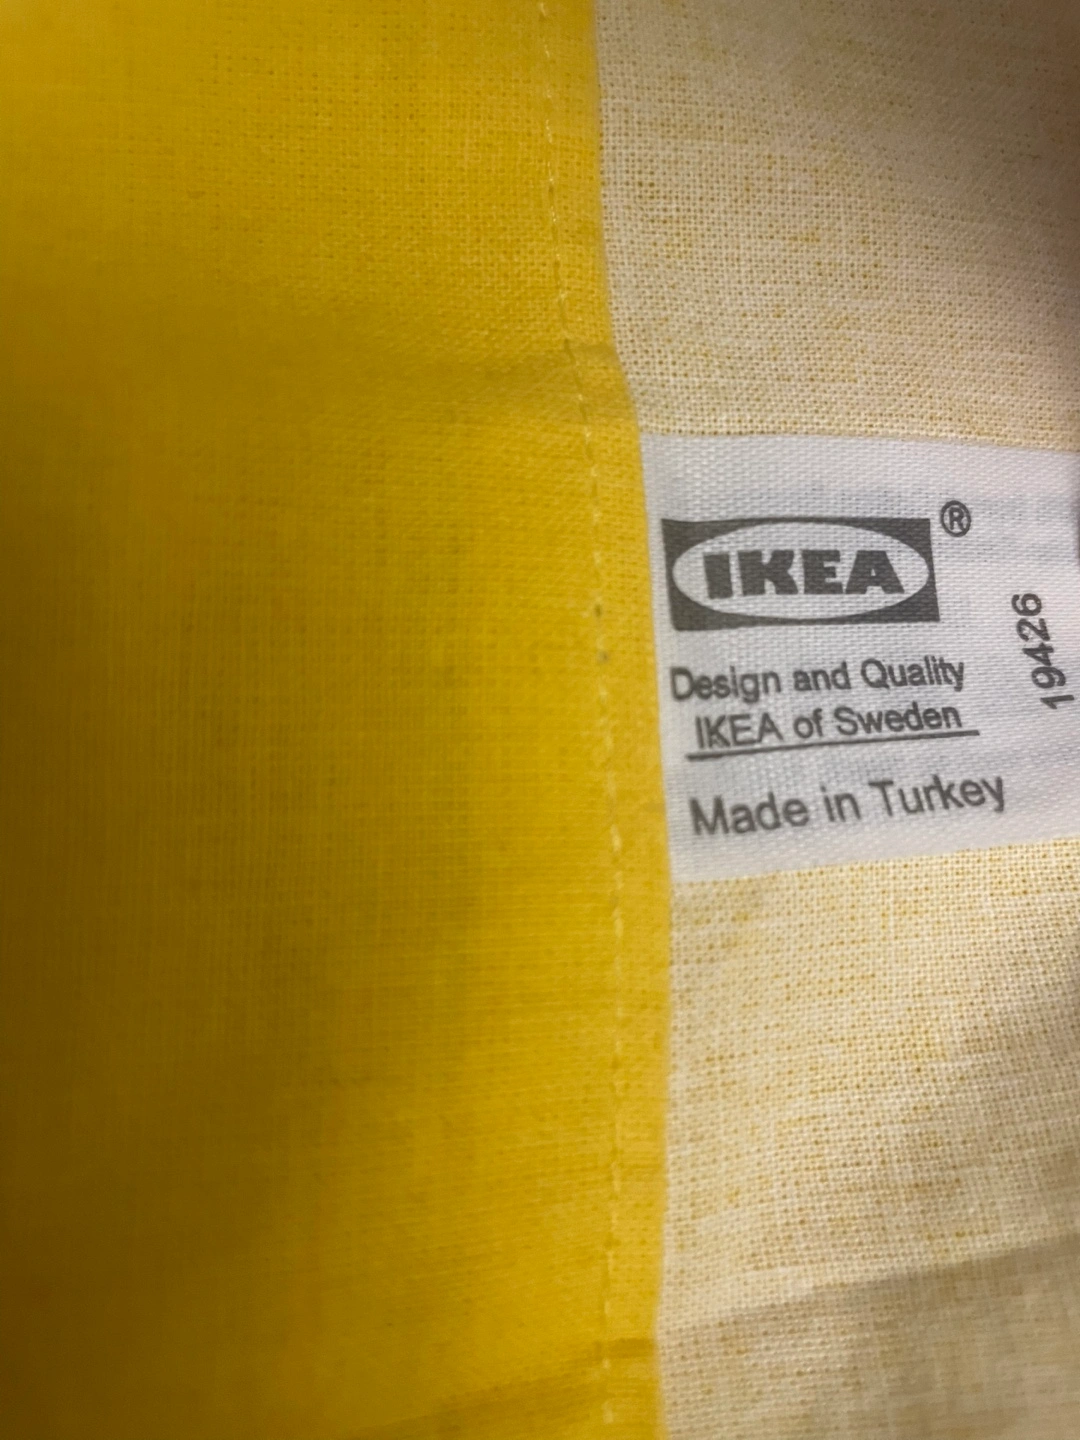 IKEA®
Design and Quality
IKEA of Sweden
Made in Turkey
19426